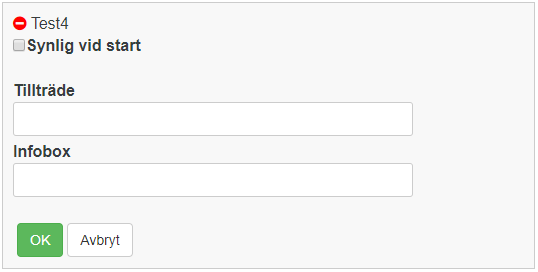 Test4
Synlig vid start
Tillträde
Infobox
OK Avbryt